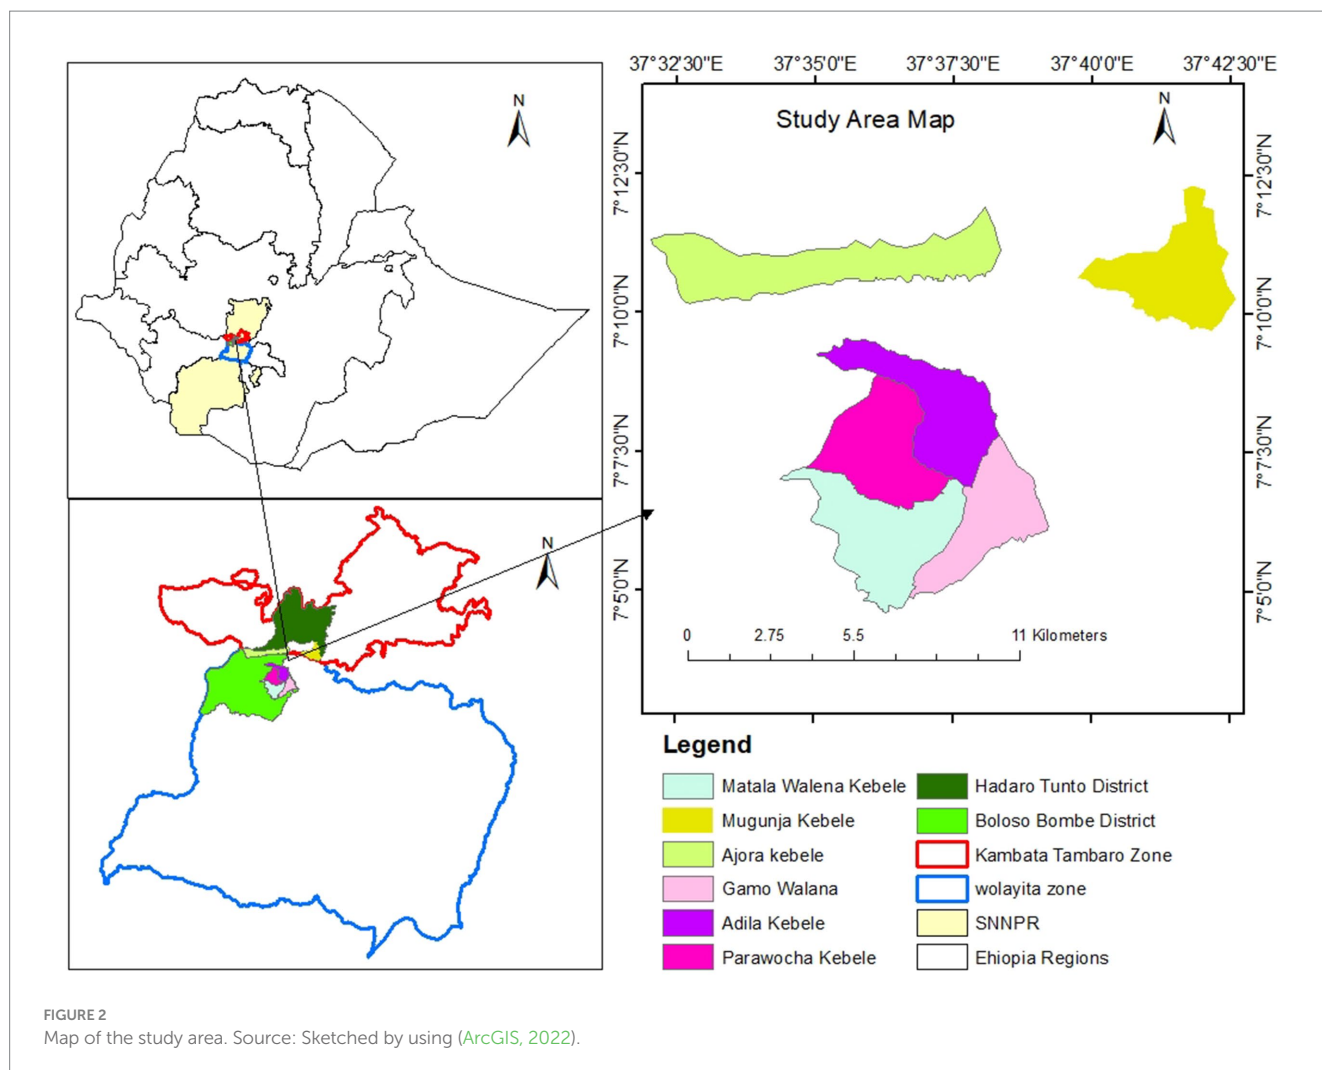 N
37°32'30"E 37°35'0"E 37°37'30"E 37°40'0"E 37°42'30"E
Study Area Map
N
7°12'30"N
7°10'0"N
7°7'30"N
7°5'0"N
7°12'30"N
7°10'0"N
7°7'30"N
7°5'0"N
0 2.75 5.5 11 Kilometers
N
Legend
Matala Walena Kebele
Mugunja Kebele
Ajora kebele
Gamo Walana
Adila Kebele
Parawocha Kebele
Hadaro Tunto District
Boloso Bombe District
Kambata Tambaro Zone
wolayita zone
SNNPR
Ehiopia Regions
FIGURE 2
Map of the study area. Source: Sketched by using (ArcGIS, 2022).